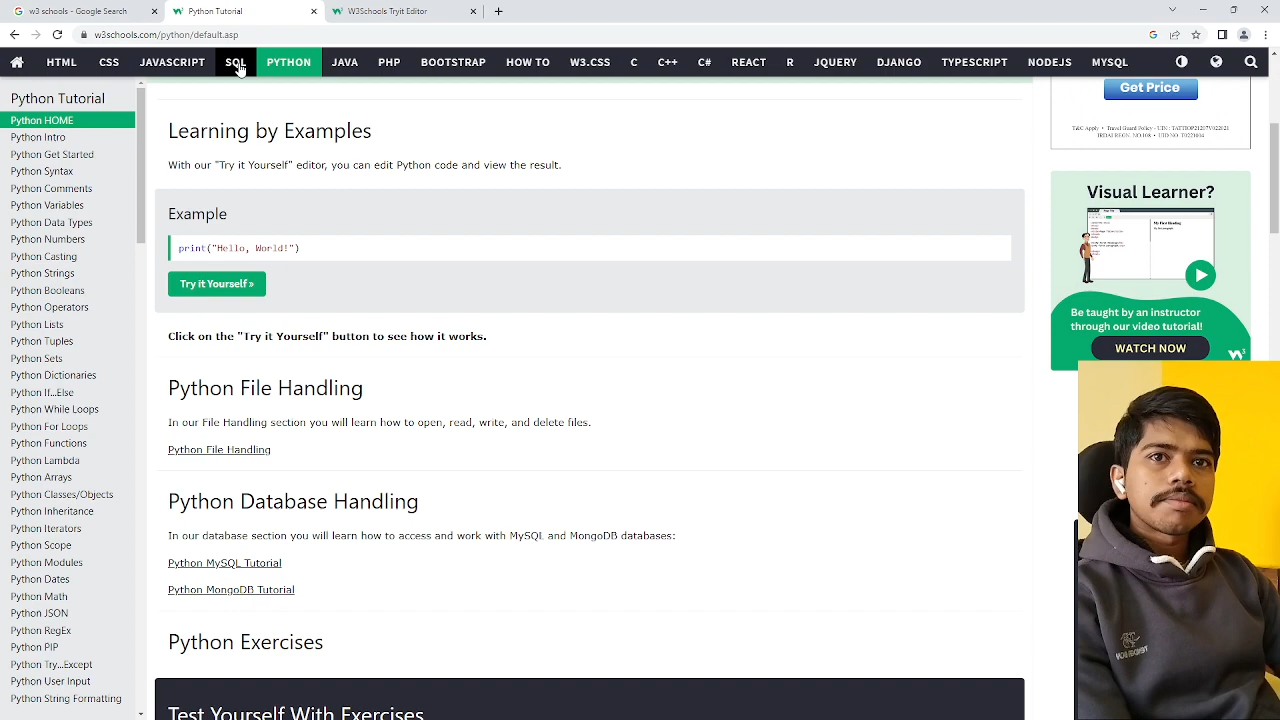 w3 schools - Google Search
Python Tutorial
W3Schools Tryit Editor
w3schools.com/python/default.asp
HTML CSS JAVASCRIPT SQL PYTHON JAVA PHP BOOTSTRAP HOW TO W3.CSS C C++ C# REACT R JQUERY DJANGO TYPESCRIPT NODEJS MYSQL
Python Tutorial
Python HOME
Python Intro
Python Get Started
Python Syntax
Python Comments
Python Variables
Python Data Types
Python Numbers
Python Casting
Python Strings
Python Booleans
Python Operators
Python Lists
Python Tuples
Python Sets
Python Dictionaries
Python If...Else
Python While Loops
Python For Loops
Python Functions
Python Lambda
Python Arrays
Python Classes/Objects
Python Inheritance
Python Iterators
Python Scope
Python Modules
Python Dates
Python Math
Python JSON
Python RegEx
Python PIP
Python Try...Except
Python User Input
Python String Formatting
Learning by Examples
With our "Try it Yourself" editor, you can edit Python code and view the result.
Example
print("Hello, World!")
Try it Yourself »
Click on the "Try it Yourself" button to see how it works.
Python File Handling
In our File Handling section you will learn how to open, read, write, and delete files.
Python File Handling
Python Database Handling
In our database section you will learn how to access and work with MySQL and MongoDB databases:
Python MySQL Tutorial
Python MongoDB Tutorial
Python Exercises
Test Yourself With Exercises
Get Price
Visual Learner?
Be taught by an instructor
through our video tutorial!
WATCH NOW